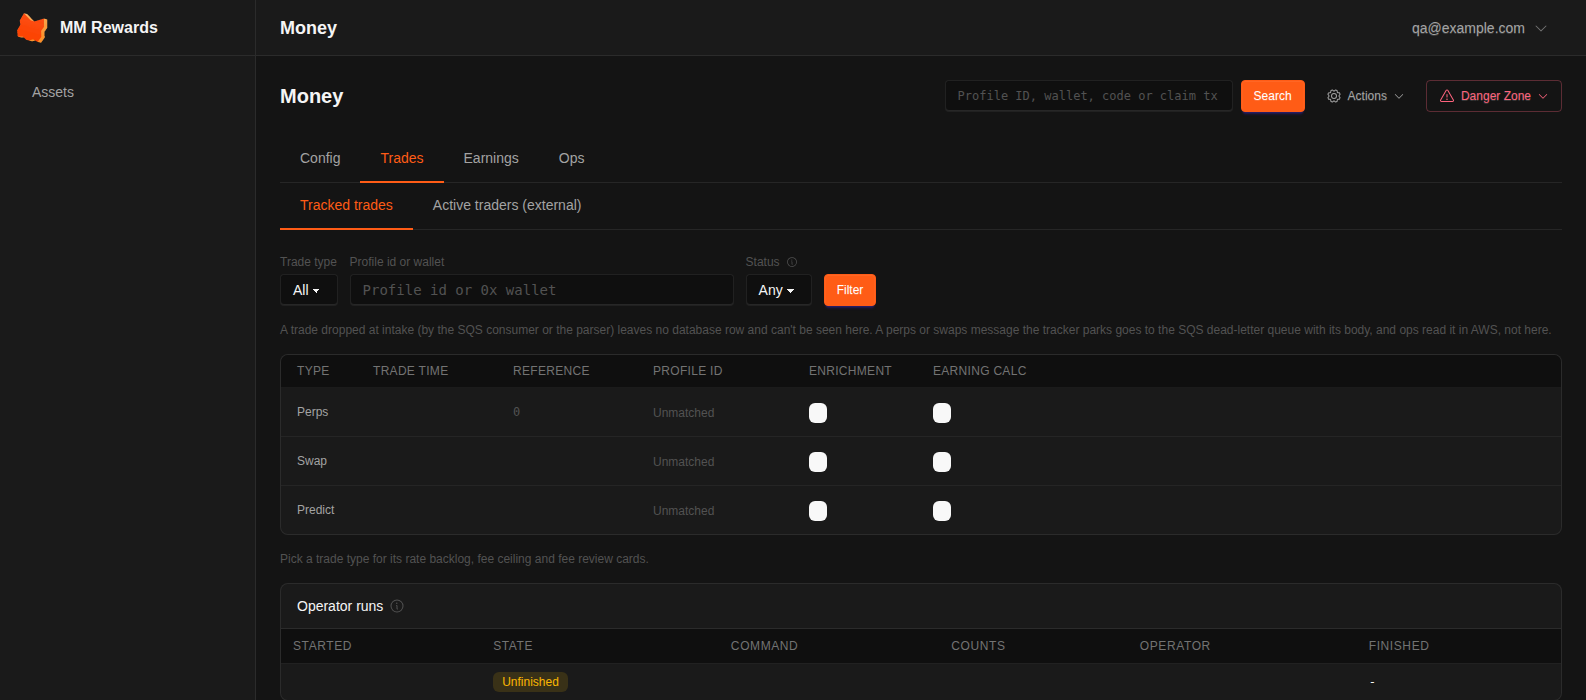 MM Rewards
Money
qa@example.com
Assets
Money
Profile ID, wallet, code or claim tx
Search
Actions
Danger Zone
Config Trades Earnings Ops
Tracked trades Active traders (external)
Trade type Profile id or wallet Status
All Profile id or 0x wallet Any Filter
A trade dropped at intake (by the SQS consumer or the parser) leaves no database row and can't be seen here. A perps or swaps message the tracker parks goes to the SQS dead-letter queue with its body, and ops read it in AWS, not here.
TYPE TRADE TIME REFERENCE PROFILE ID ENRICHMENT EARNING CALC
Perps 0 Unmatched
Swap Unmatched
Predict Unmatched
Pick a trade type for its rate backlog, fee ceiling and fee review cards.
Operator runs
STARTED STATE COMMAND COUNTS OPERATOR FINISHED
Unfinished -